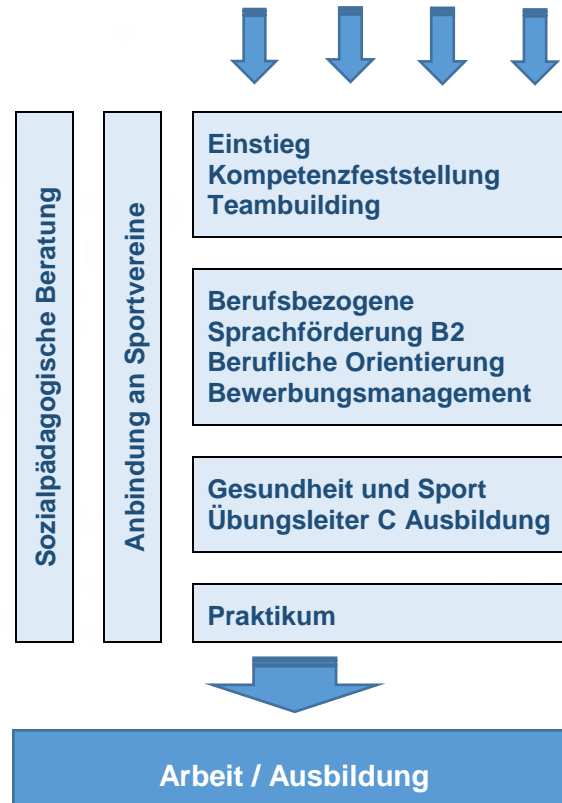 Sozialpädagogische Beratung
Anbindung an Sportvereine
Einstieg
Kompetenzfeststellung
Teambuilding
Berufsbezogene
Sprachförderung B2
Berufliche Orientierung
Bewerbungsmanagement
Gesundheit und Sport
Übungsleiter C Ausbildung
Praktikum
Arbeit / Ausbildung